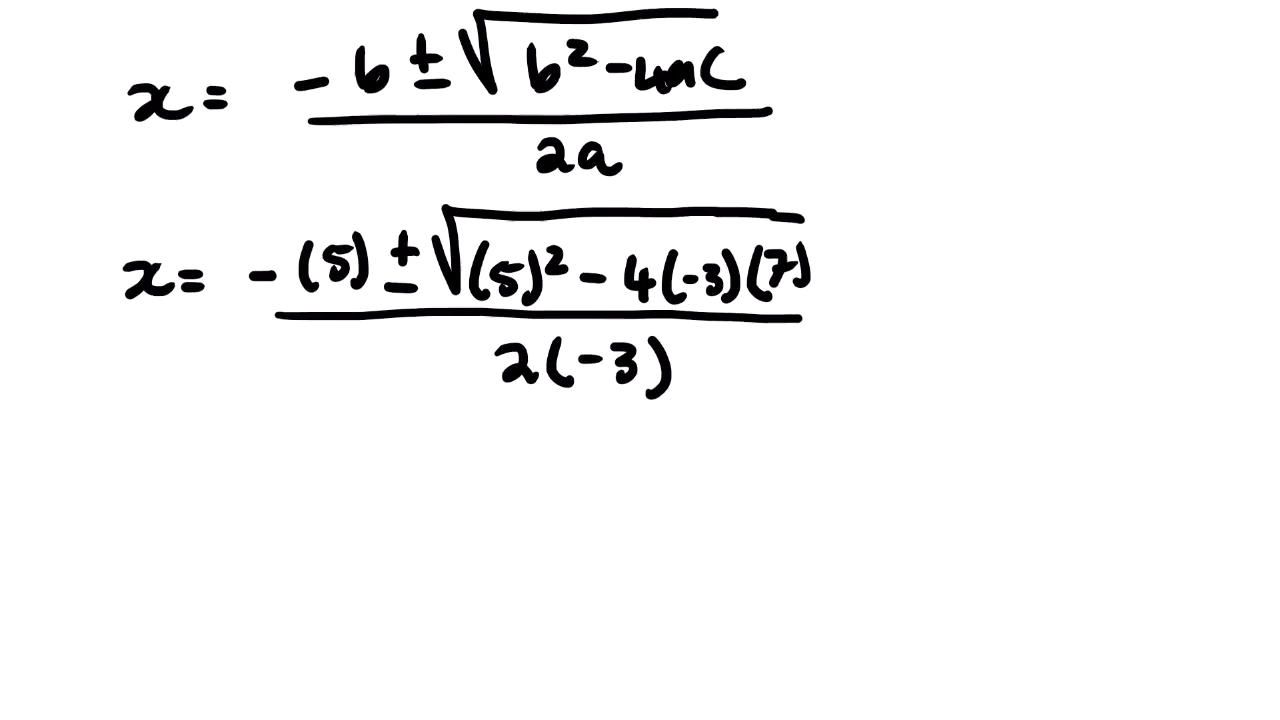 x = -b ± √(b² - 4ac) / 2a
x = -(5) ± √((5)² - 4(-3)(7)) / 2(-3)